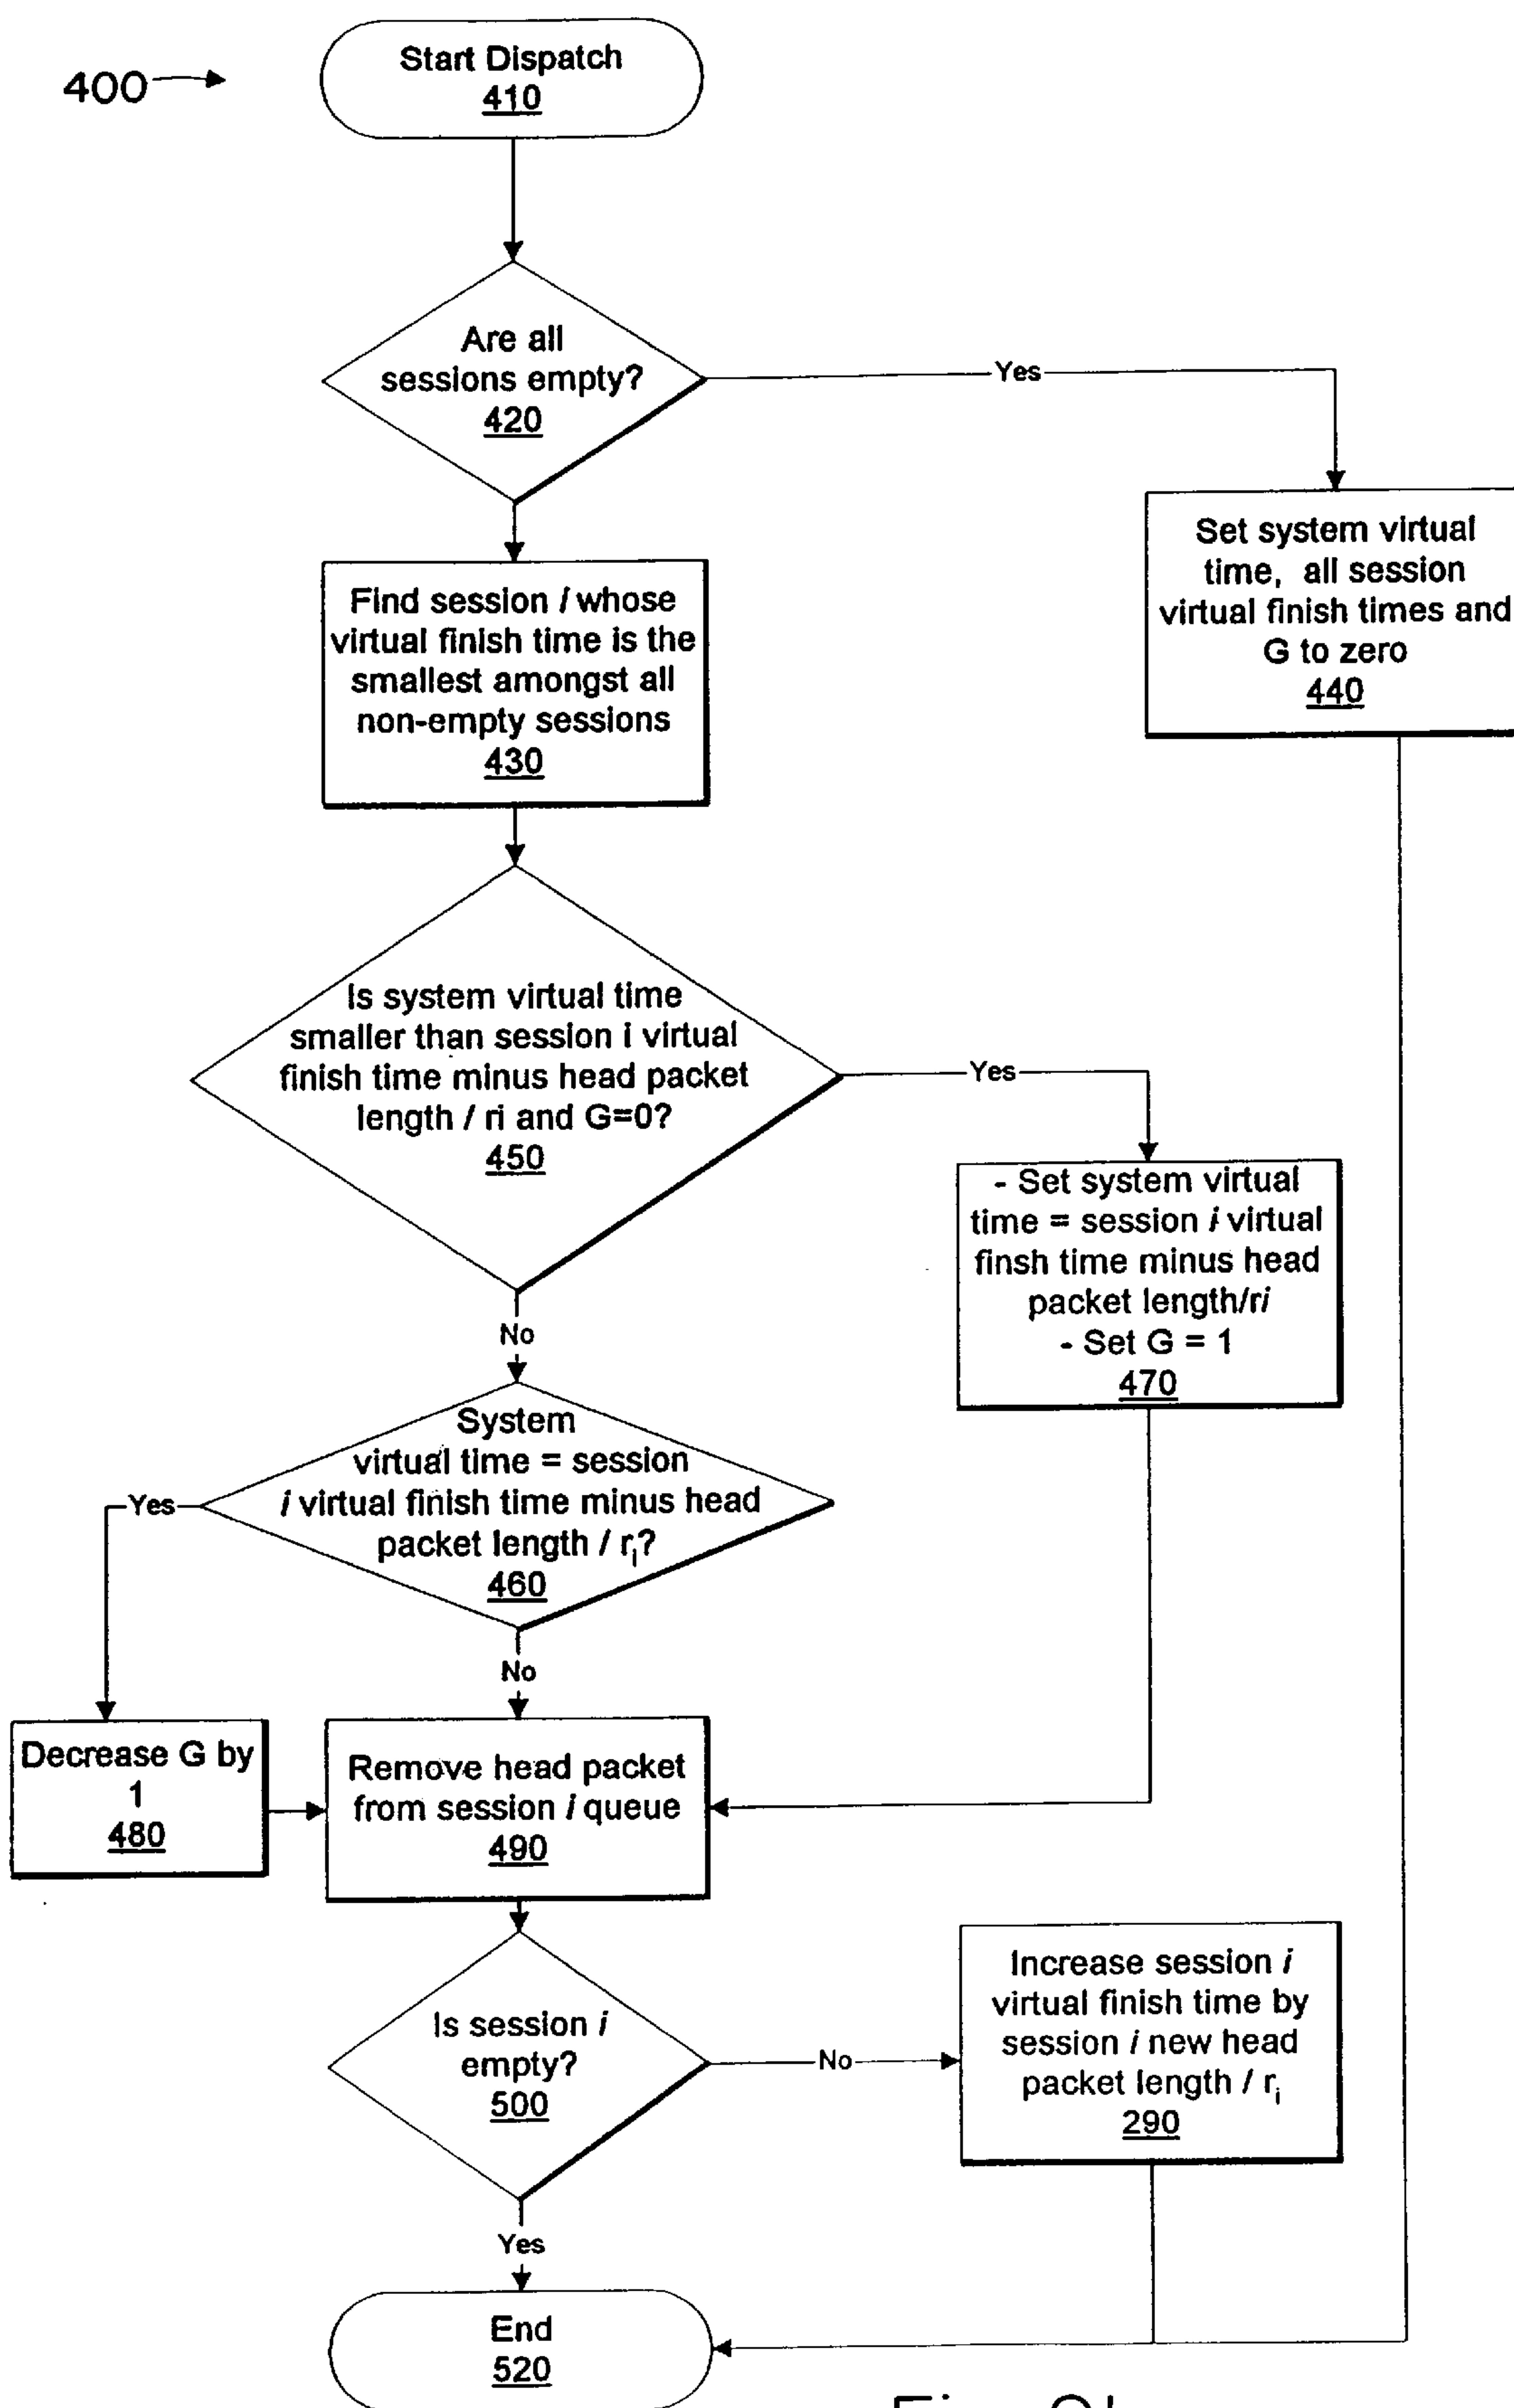 400
Start Dispatch
410
Are all
sessions empty?
420
Yes
Set system virtual
time, all session
virtual finish times and
G to zero
440
Find session i whose
virtual finish time is the
smallest amongst all
non-empty sessions
430
Is system virtual time
smaller than session i virtual
finish time minus head packet
length / ri and G=0?
450
Yes
- Set system virtual
time = session i virtual
finsh time minus head
packet length/ri
- Set G = 1
470
No
System
virtual time = session
i virtual finish time minus head
packet length / ri?
460
Yes
No
Decrease G by
1
480
Remove head packet
from session i queue
490
Is session i
empty?
500
No
Increase session i
virtual finish time by
session i new head
packet length / ri
290
Yes
End
520